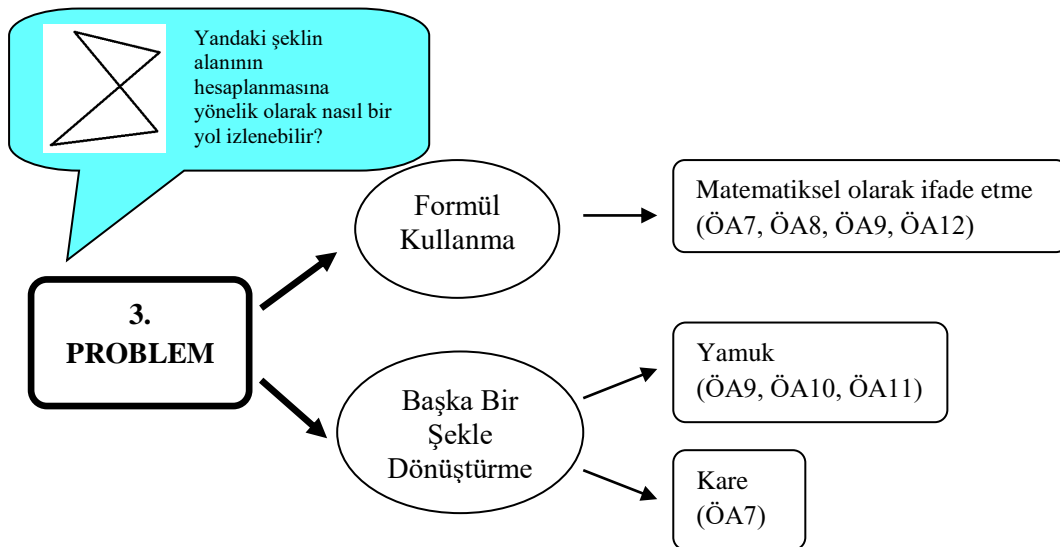 Yandaki şeklin
alanının
hesaplanmasına
yönelik olarak nasıl bir
yol izlenebilir?
3.
PROBLEM
Formül
Kullanma
Matematiksel olarak ifade etme
(ÖA7, ÖA8, ÖA9, ÖA12)
Başka Bir
Şekle
Dönüştürme
Yamuk
(ÖA9, ÖA10, ÖA11)
Kare
(ÖA7)